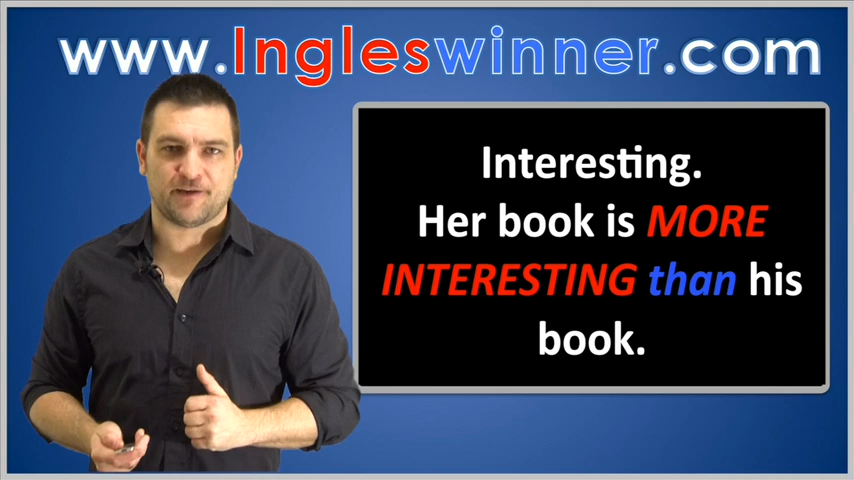 www.Ingleswinner.com
Interesting.
Her book is MORE
INTERESTING than his
book.